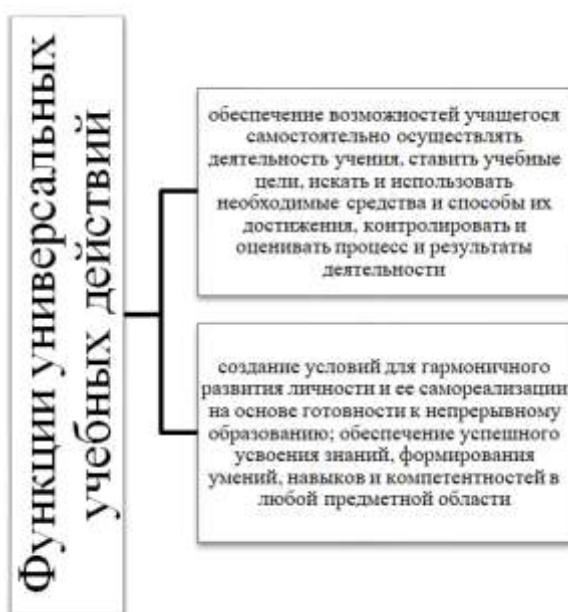 Функции универсальных
учебных действий
обеспечение возможностей учащегося
самостоятельно осуществлять
деятельность учения, ставить учебные
цели, искать и использовать
необходимые средства и способы их
достижения, контролировать и
оценивать процесс и результаты
деятельности
создание условий для гармоничного
развития личности и ее самореализации
на основе готовности к непрерывному
образованию; обеспечение успешного
усвоения знаний, формирования
умений, навыков и компетентностей в
любой предметной области